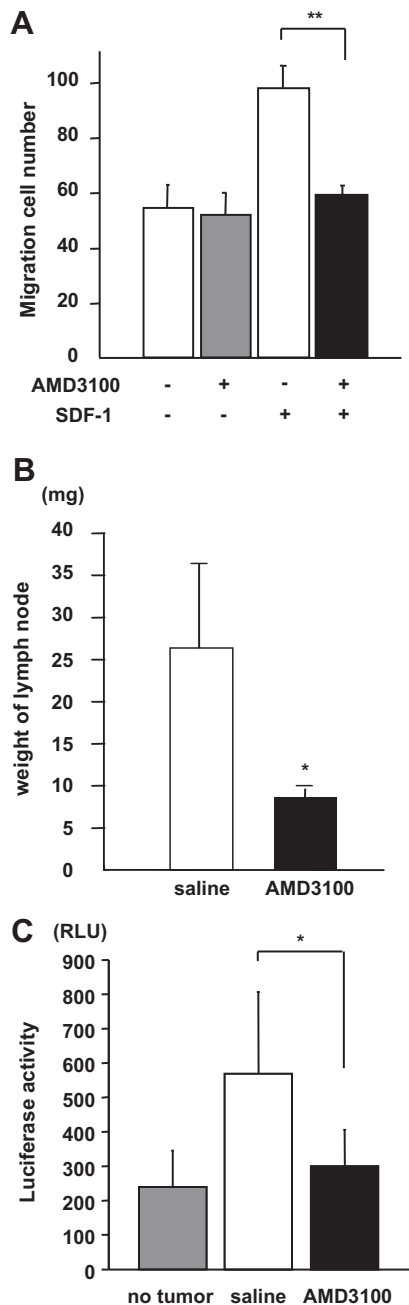 A
**
Migration cell number
100
80
60
40
20
0
AMD3100 - + - +
SDF-1 - - + +
B
(mg)
weight of lymph node
40
35
30
25
20
15
10
5
0
*
saline AMD3100
C (RLU)
*
Luciferase activity
900
800
700
600
500
400
300
200
100
0
no tumor saline AMD3100